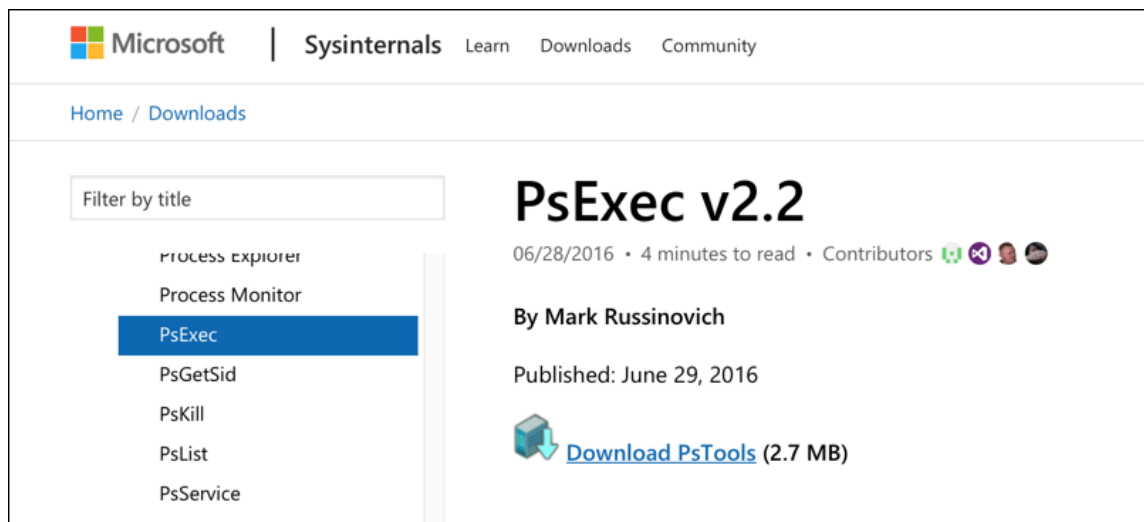 Microsoft | Sysinternals Learn Downloads Community
Home / Downloads
Filter by title
Process Explorer
Process Monitor
PsExec
PsGetSid
PsKill
PsList
PsService
PsExec v2.2
06/28/2016 • 4 minutes to read • Contributors
By Mark Russinovich
Published: June 29, 2016
Download PsTools (2.7 MB)